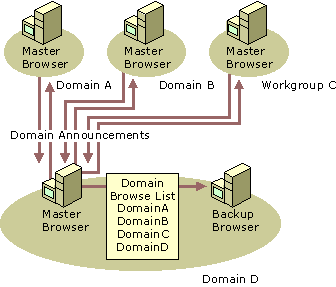 Master
Browser
Master
Browser
Master
Browser
Domain A
Domain B
Workgroup C
Domain Announcements
Master
Browser
Domain
Browse List
DomainA
DomainB
DomainC
DomainD
Backup
Browser
Domain D